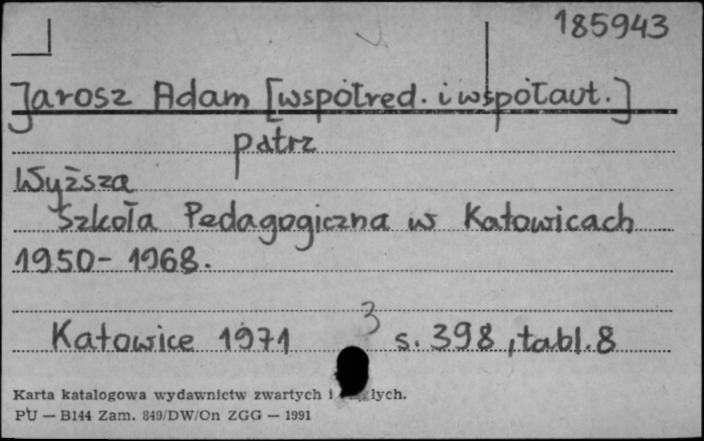 185943
Jarosz Adam [współred. i współaut.]
patrz
Wyższa
Szkoła Pedagogiczna w Katowicach
1950-1968.
3
Katowice 1971 s. 398, tabl. 8
Karta katalogowa wydawnictw zwartych i
PU — B144 Zam. 849/DW/On ZGG — 1991